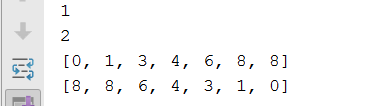 1
2
[0, 1, 3, 4, 6, 8, 8]
[8, 8, 6, 4, 3, 1, 0]